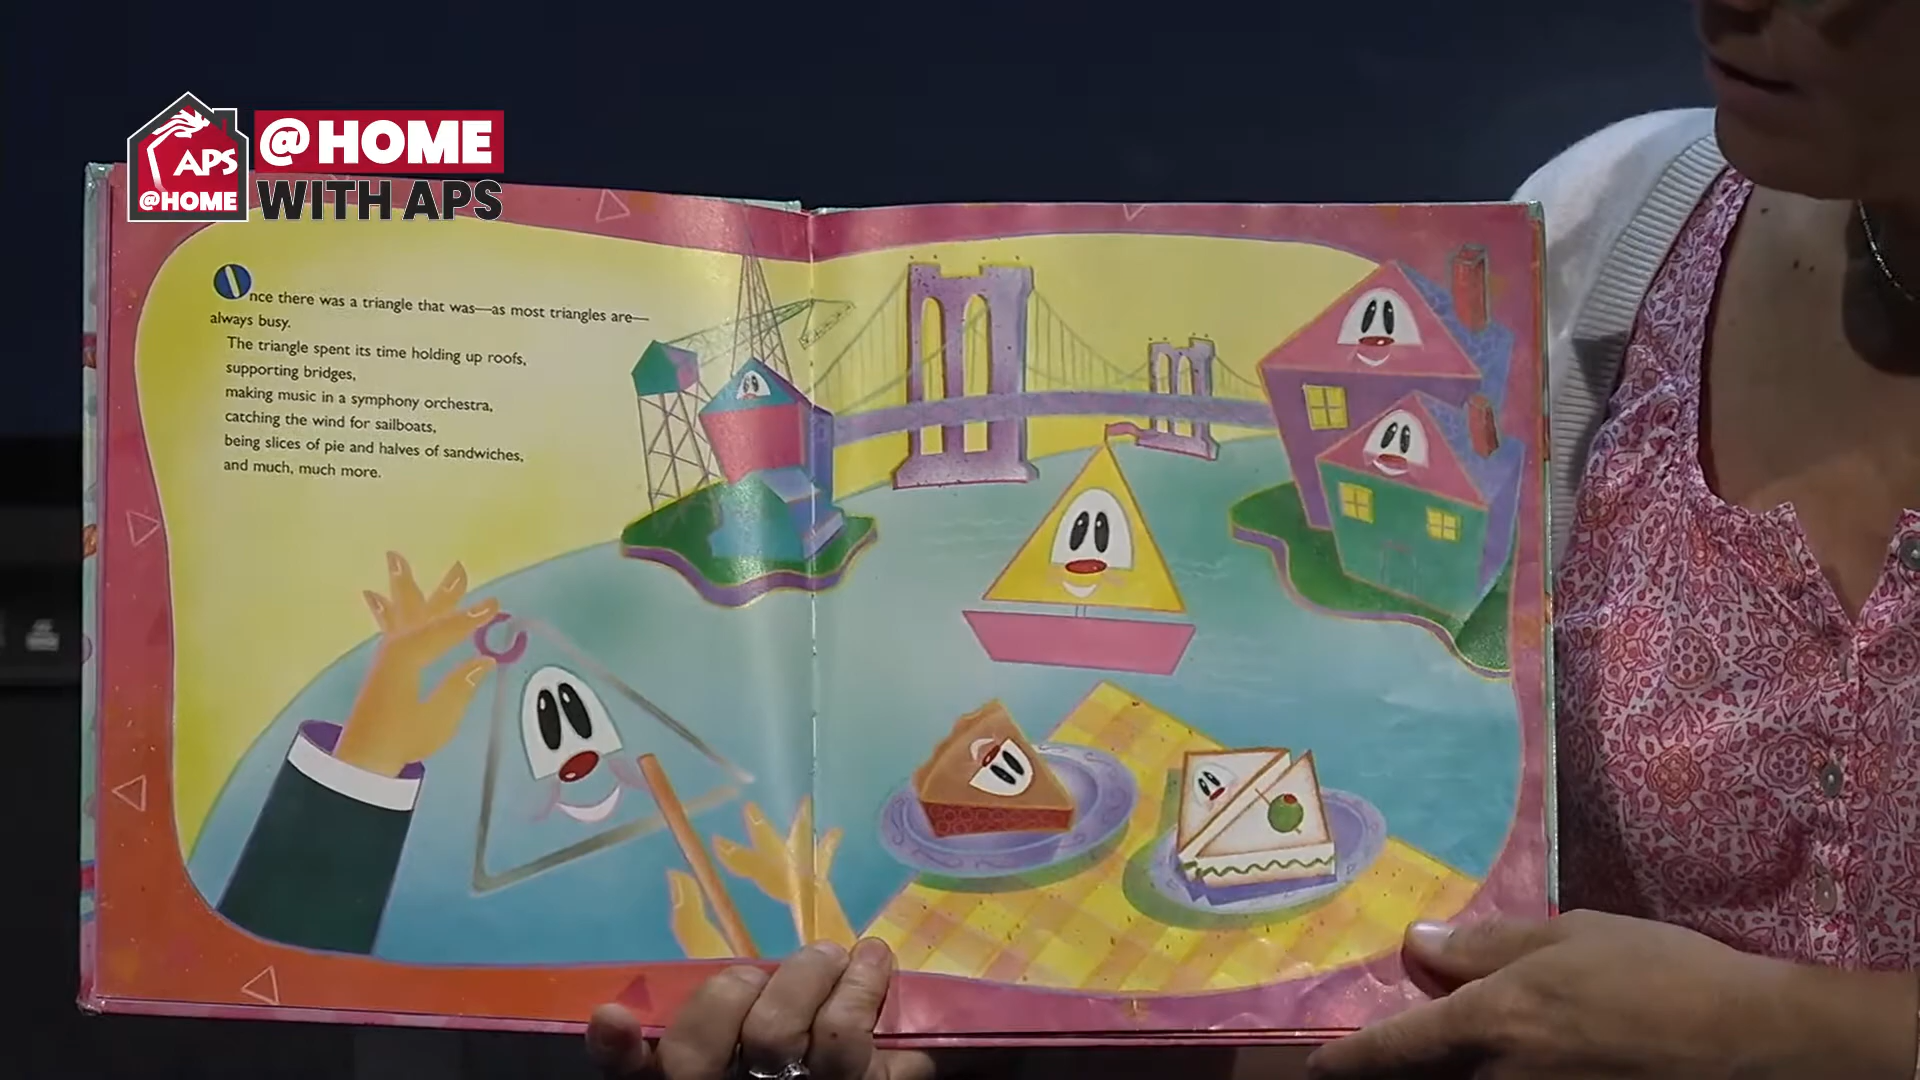 APS
@HOME
@HOME
WITH APS
Once there was a triangle that was—as most triangles are—
always busy.
The triangle spent its time holding up roofs,
supporting bridges,
making music in a symphony orchestra,
catching the wind for sailboats,
being slices of pie and halves of sandwiches,
and much, much more.